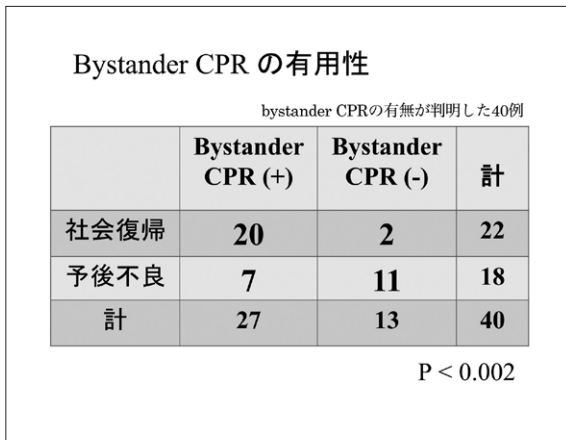 Bystander CPR の有用性
bystander CPRの有無が判明した40例
Bystander CPR (+) Bystander CPR (-) 計
社会復帰 20 2 22
予後不良 7 11 18
計 27 13 40
P < 0.002